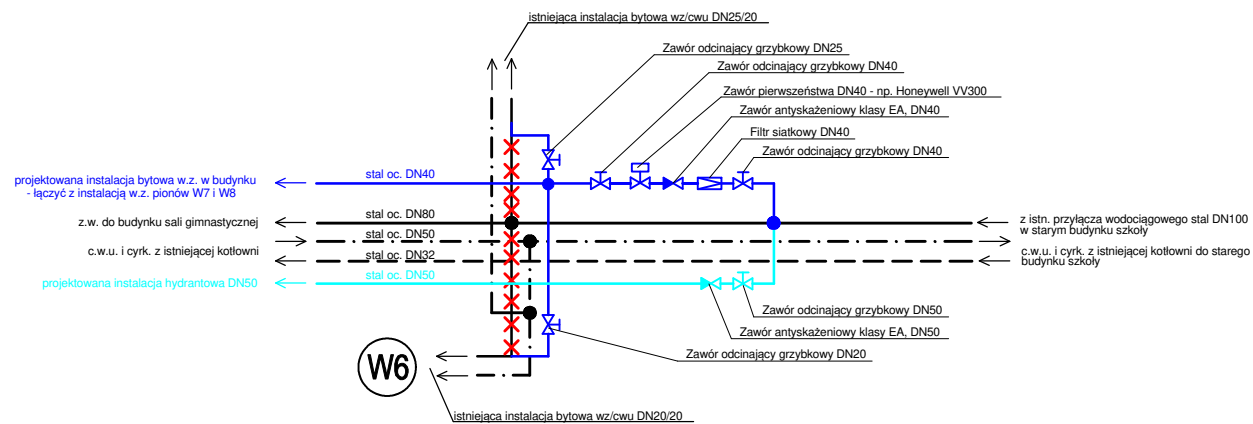 istniejąca instalacja bytowa wz/cwu DN25/20
Zawór odcinający grzybkowy DN25
Zawór odcinający grzybkowy DN40
Zawór pierwszeństwa DN40 - np. Honeywell VV300
Zawór antyskażeniowy klasy EA, DN40
Filtr siatkowy DN40
Zawór odcinający grzybkowy DN40
projektowana instalacja bytowa w.z. w budynku
- łączyć z instalacją w.z. pionów W7 i W8
stal oc. DN40
z.w. do budynku sali gimnastycznej
stal oc. DN80
z istn. przyłącza wodociągowego stal DN100
w starym budynku szkoły
c.w.u. i cyrk. z istniejącej kotłowni
stal oc. DN50
stal oc. DN32
c.w.u. i cyrk. z istniejącej kotłowni do starego
budynku szkoły
projektowana instalacja hydrantowa DN50
stal oc. DN50
Zawór odcinający grzybkowy DN50
Zawór antyskażeniowy klasy EA, DN50
Zawór odcinający grzybkowy DN20
W6
istniejąca instalacja bytowa wz/cwu DN20/20